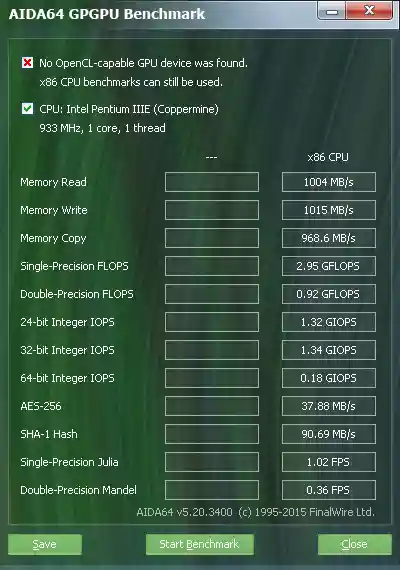 AIDA64 GPGPU Benchmark
No OpenCL-capable GPU device was found.
x86 CPU benchmarks can still be used.
CPU: Intel Pentium IIIE (Coppermine)
933 MHz, 1 core, 1 thread
--- x86 CPU
Memory Read 1004 MB/s
Memory Write 1015 MB/s
Memory Copy 968.6 MB/s
Single-Precision FLOPS 2.95 GFLOPS
Double-Precision FLOPS 0.92 GFLOPS
24-bit Integer IOPS 1.32 GIOPS
32-bit Integer IOPS 1.34 GIOPS
64-bit Integer IOPS 0.18 GIOPS
AES-256 37.88 MB/s
SHA-1 Hash 90.69 MB/s
Single-Precision Julia 1.02 FPS
Double-Precision Mandel 0.36 FPS
AIDA64 v5.20.3400 (c) 1995-2015 FinalWire Ltd.
Save Start Benchmark Close